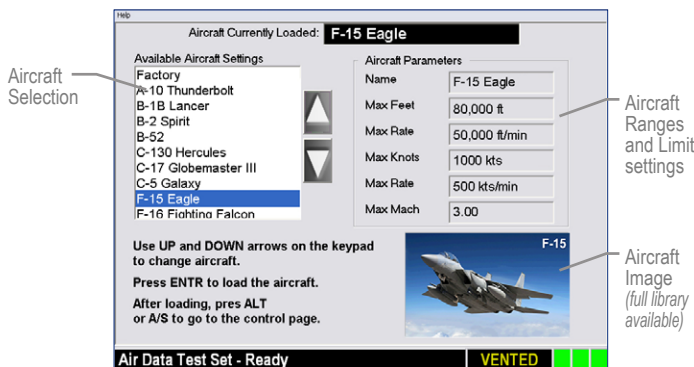 Help
Aircraft Currently Loaded: F-15 Eagle
Available Aircraft Settings
Factory
A-10 Thunderbolt
B-1B Lancer
B-2 Spirit
B-52
C-130 Hercules
C-17 Globemaster III
C-5 Galaxy
F-15 Eagle
F-16 Fighting Falcon
Aircraft Parameters
Name F-15 Eagle
Max Feet 80,000 ft
Max Rate 50,000 ft/min
Max Knots 1000 kts
Max Rate 500 kts/min
Max Mach 3.00
Use UP and DOWN arrows on the keypad
to change aircraft.
Press ENTR to load the aircraft.
After loading, pres ALT
or A/S to go to the control page.
F-15
Air Data Test Set - Ready
VENTED
Aircraft
Selection
Aircraft
Ranges
and Limit
settings
Aircraft
Image
(full library
available)